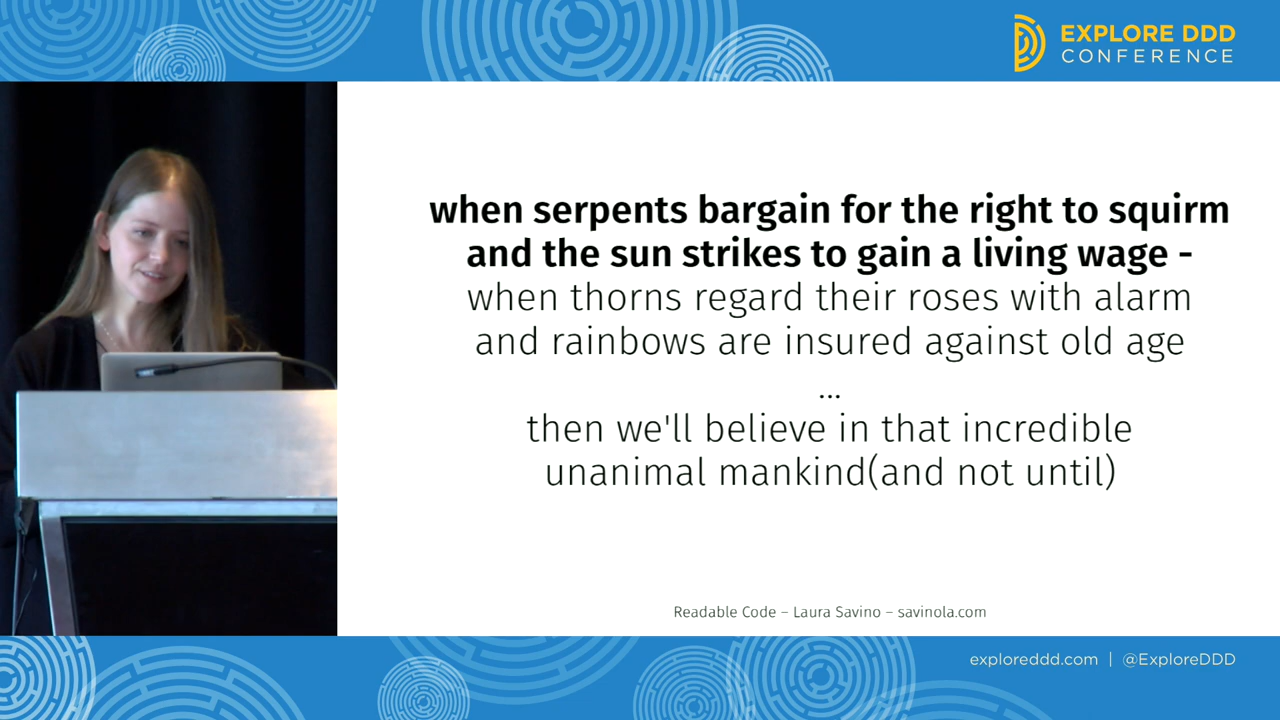 EXPLORE DDD
CONFERENCE
when serpents bargain for the right to squirm
and the sun strikes to gain a living wage -
when thorns regard their roses with alarm
and rainbows are insured against old age
...
then we'll believe in that incredible
unanimal mankind(and not until)
Readable Code – Laura Savino – savinola.com
exploreddd.com | @ExploreDDD